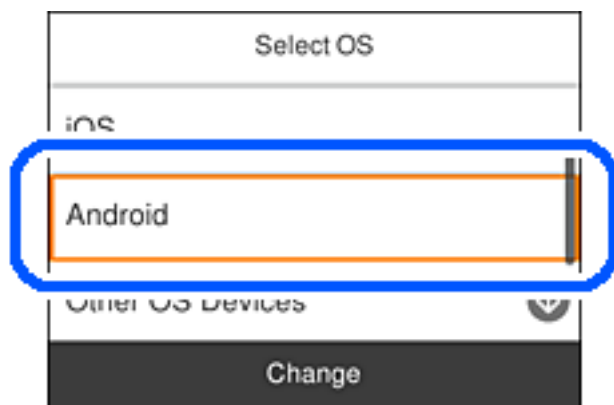 Select OS
iOS
Android
Other OS Devices
Change